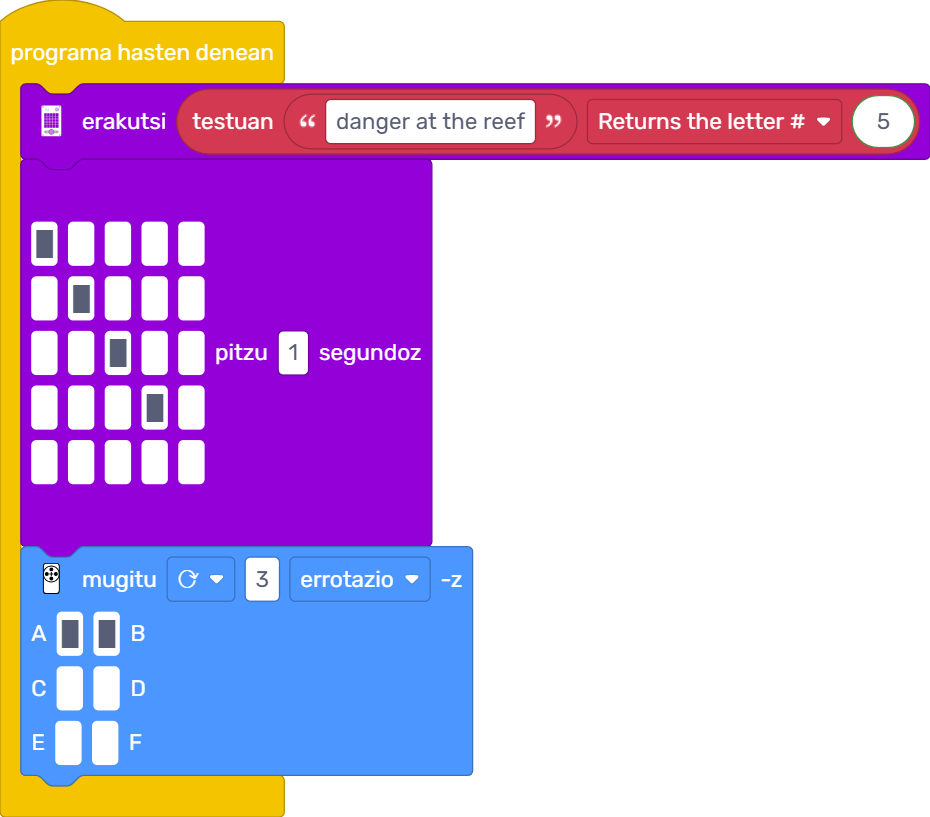 programa hasten denean
erakutsi testuan “ danger at the reef ” Returns the letter # 5
pitzu 1 segundoz
mugitu 3 errotazio -z
A B
C D
E F